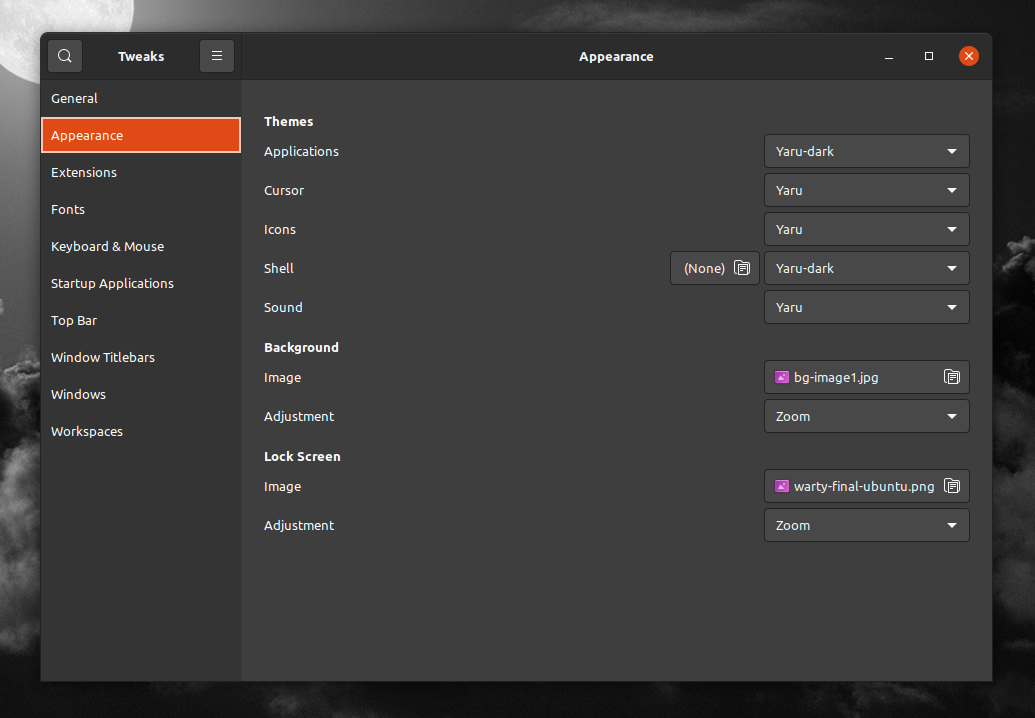 Tweaks
Appearance
General
Appearance
Extensions
Fonts
Keyboard & Mouse
Startup Applications
Top Bar
Window Titlebars
Windows
Workspaces
Themes
Applications Yaru-dark
Cursor Yaru
Icons Yaru
Shell (None) Yaru-dark
Sound Yaru
Background
Image bg-image1.jpg
Adjustment Zoom
Lock Screen
Image warty-final-ubuntu.png
Adjustment Zoom